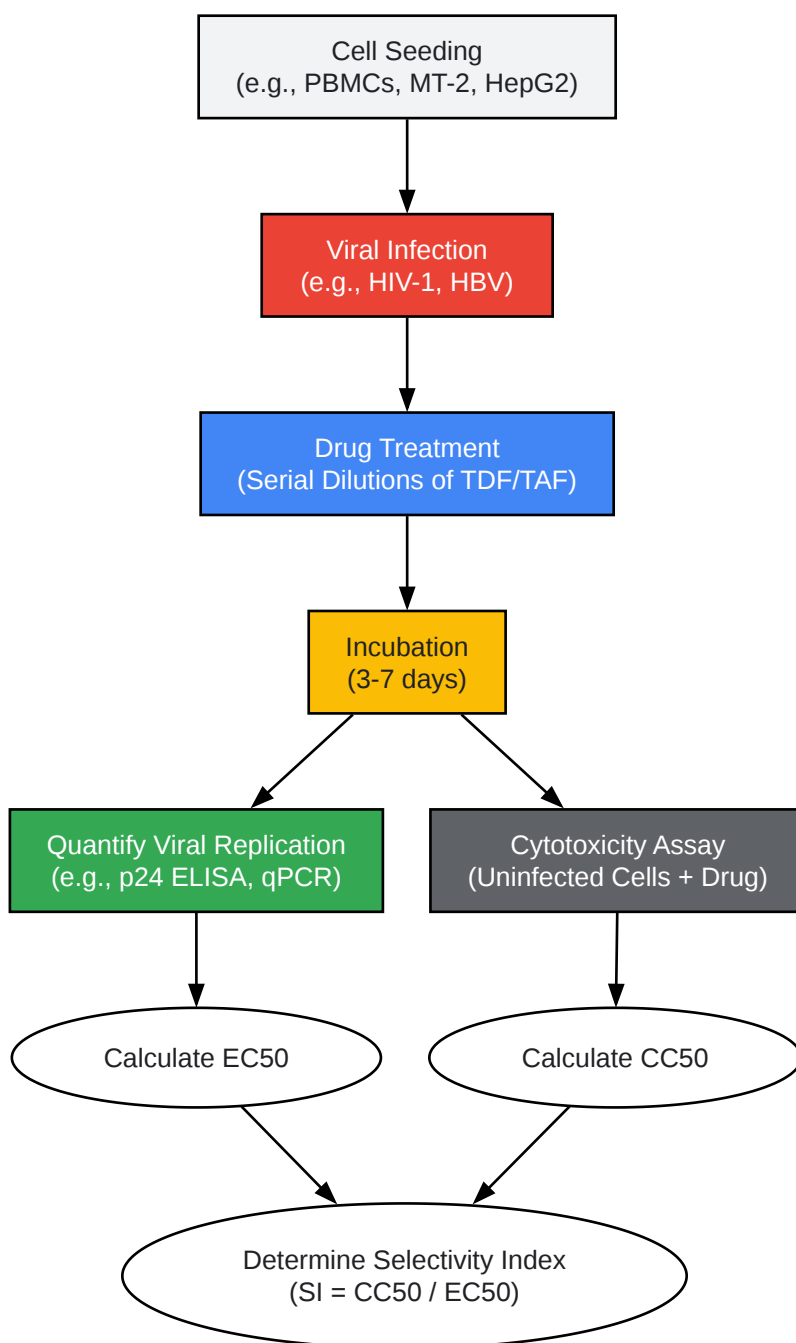 Cell Seeding
(e.g., PBMCs, MT-2, HepG2)
Viral Infection
(e.g., HIV-1, HBV)
Drug Treatment
(Serial Dilutions of TDF/TAF)
Incubation
(3-7 days)
Quantify Viral Replication
(e.g., p24 ELISA, qPCR)
Cytotoxicity Assay
(Uninfected Cells + Drug)
Calculate EC50
Calculate CC50
Determine Selectivity Index
(SI = CC50 / EC50)